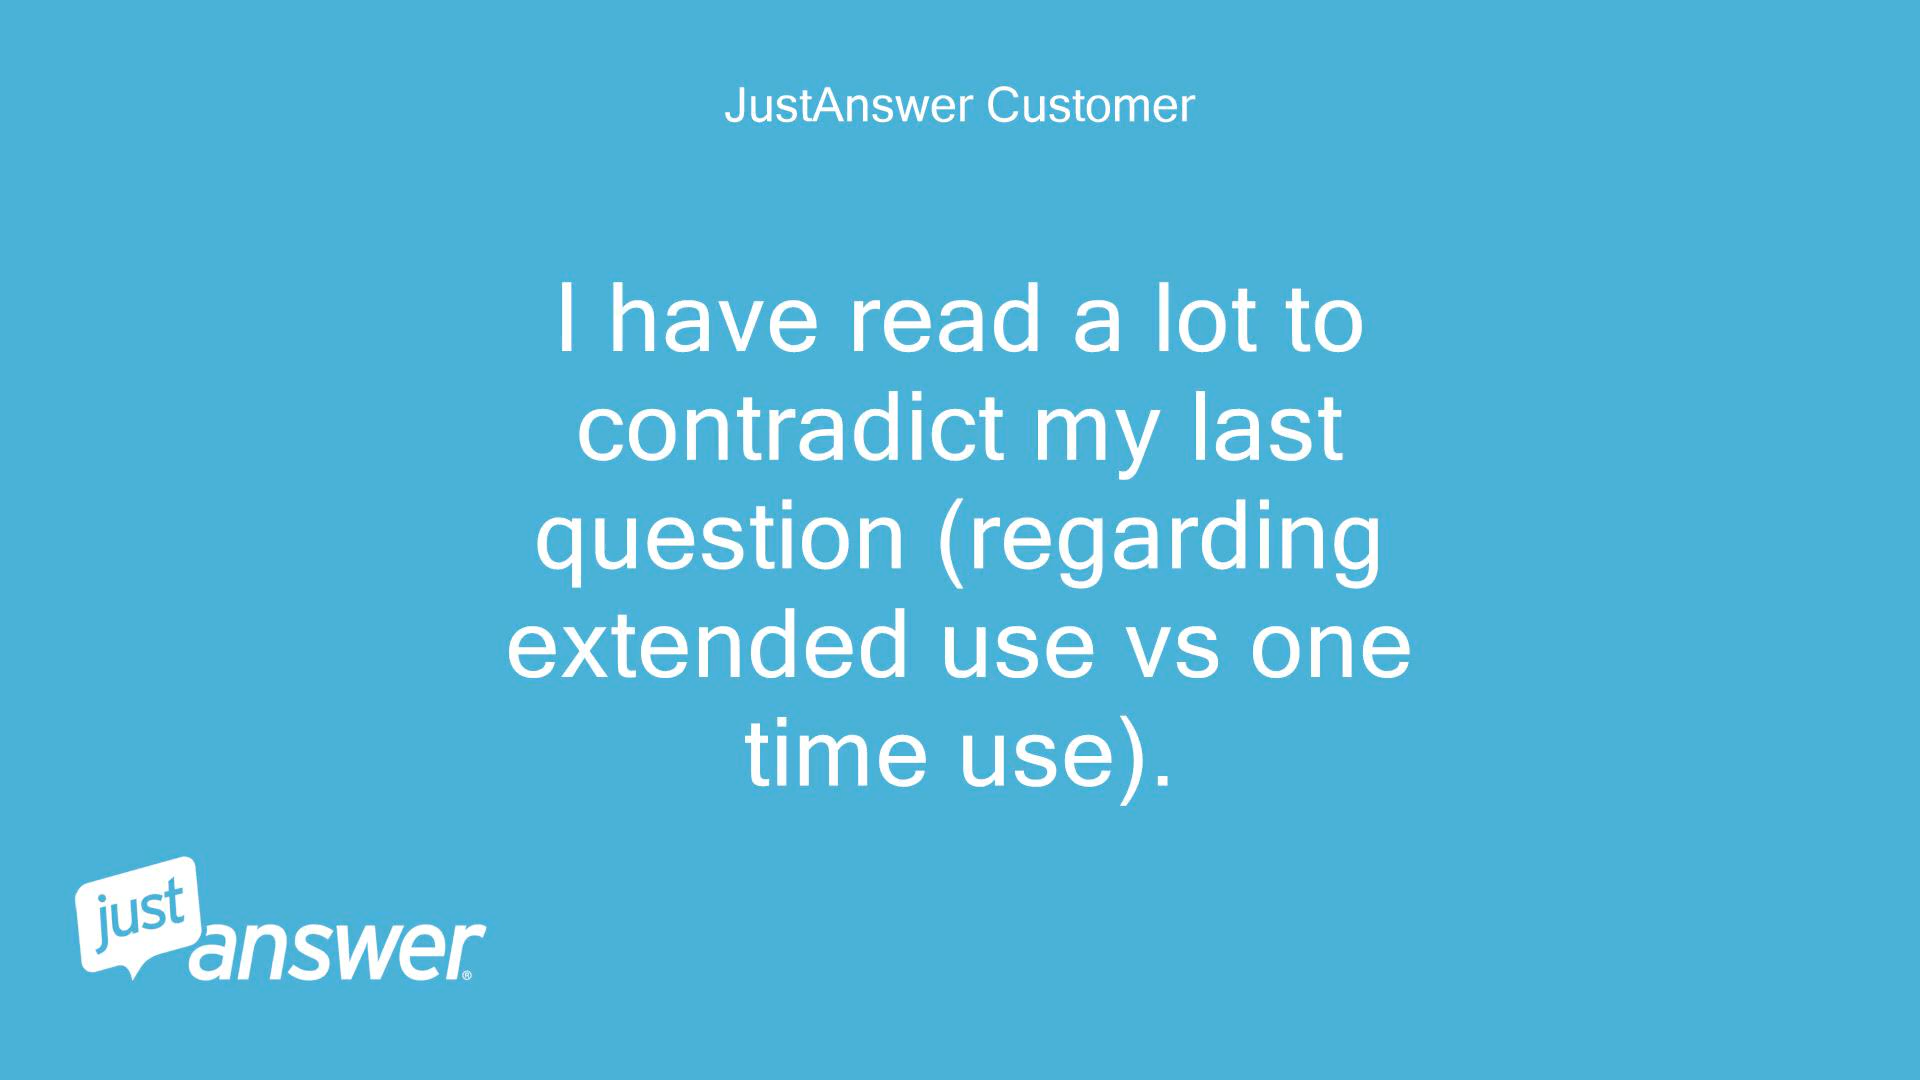 JustAnswer Customer
I have read a lot to
contradict my last
question (regarding
extended use vs one
time use).
just
answer®